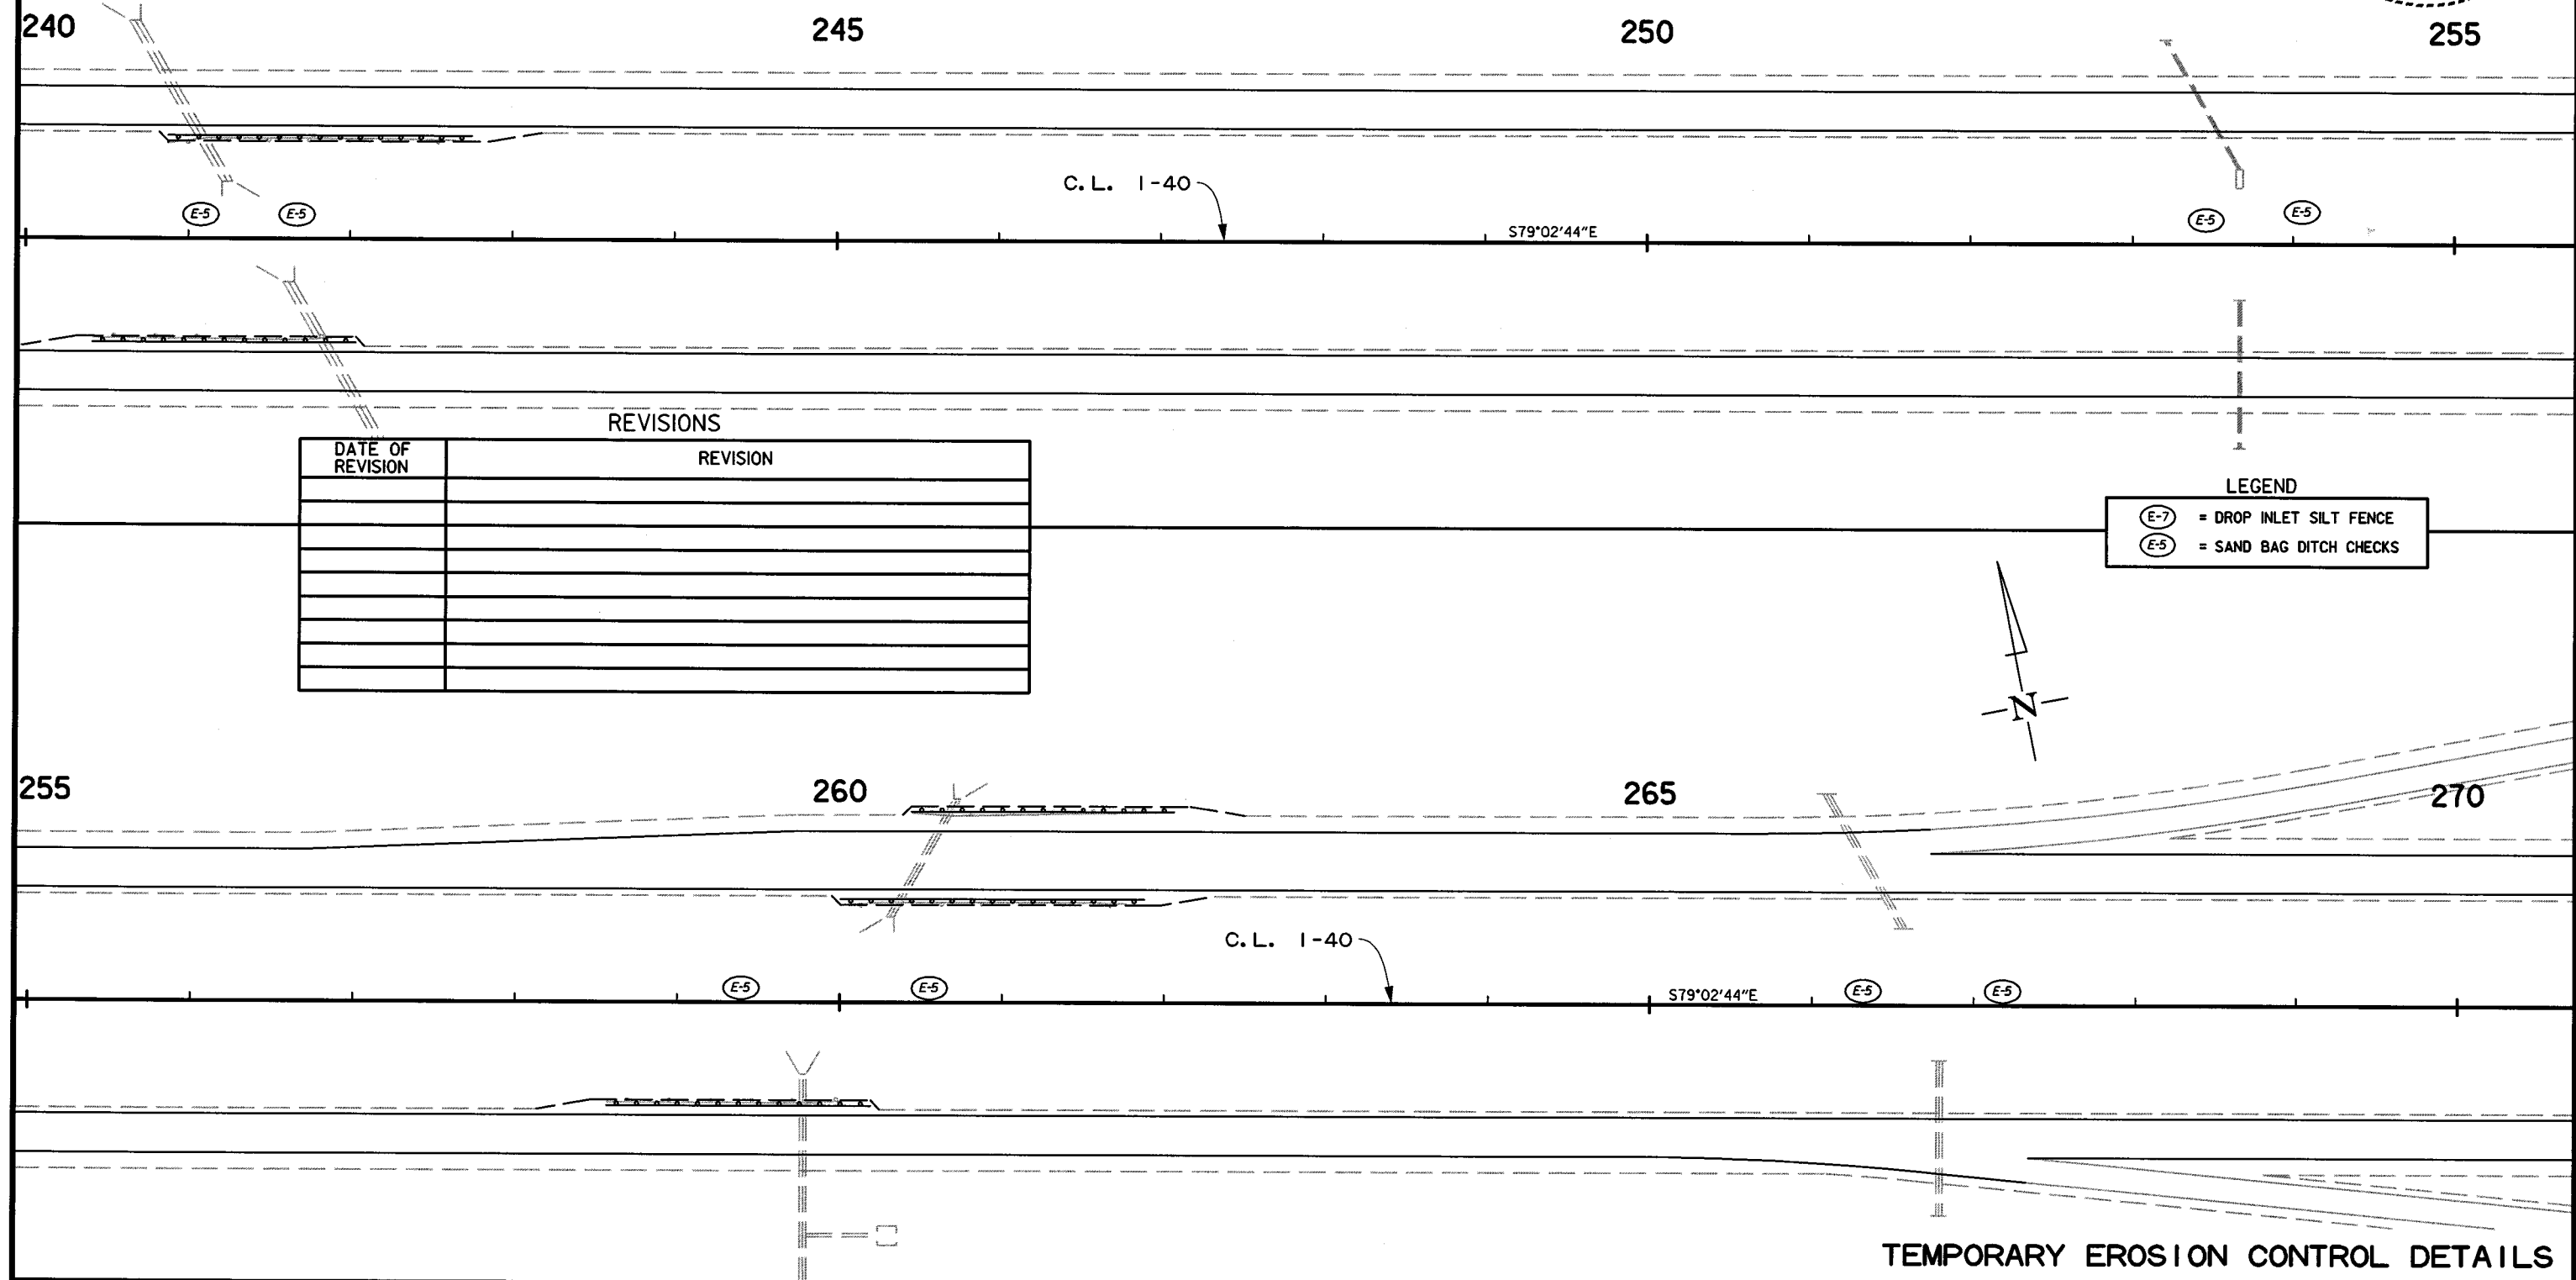 240 245 250 255
C.L. I-40
E-5 E-5 E-5 E-5
S79°02'44"E
REVISIONS
DATE OF REVISION
REVISION
LEGEND
E-7 = DROP INLET SILT FENCE
E-5 = SAND BAG DITCH CHECKS
N
255 260 265 270
C.L. I-40
E-5 E-5 E-5 E-5
S79°02'44"E
TEMPORARY EROSION CONTROL DETAILS